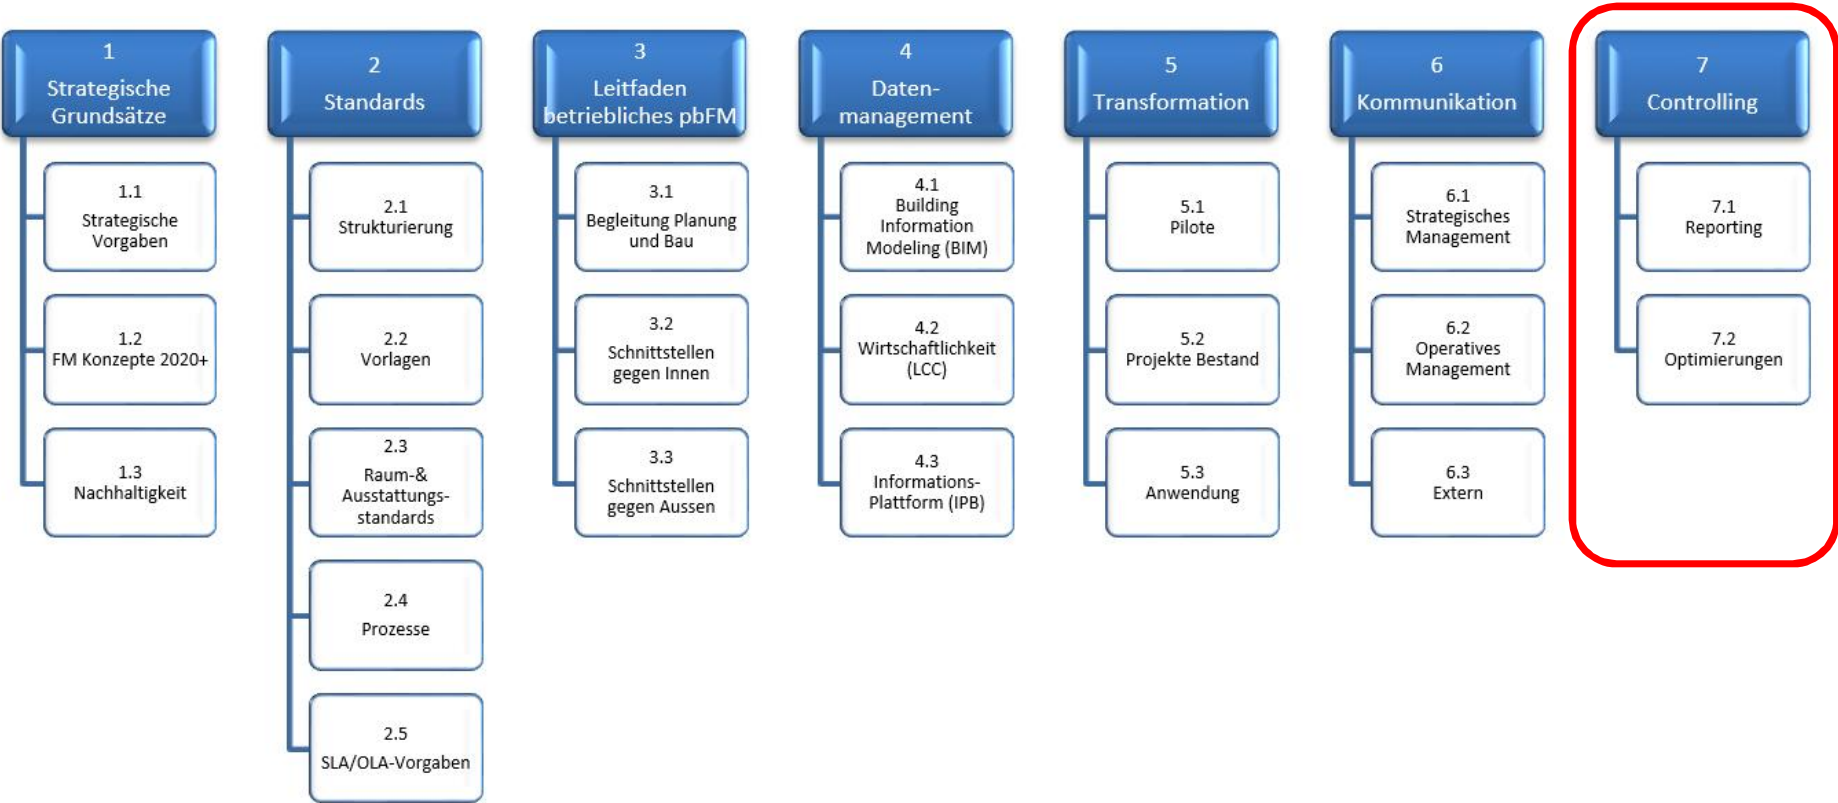 1
Strategische
Grundsätze
1.1
Strategische
Vorgaben
1.2
FM Konzepte 2020+
1.3
Nachhaltigkeit
2
Standards
2.1
Strukturierung
2.2
Vorlagen
2.3
Raum-&
Ausstattungs-
standards
2.4
Prozesse
2.5
SLA/OLA-Vorgaben
3
Leitfaden
betriebliches pbFM
3.1
Begleitung Planung
und Bau
3.2
Schnittstellen
gegen Innen
3.3
Schnittstellen
gegen Aussen
4
Daten-
management
4.1
Building
Information
Modeling (BIM)
4.2
Wirtschaftlichkeit
(LCC)
4.3
Informations-
Plattform (IPB)
5
Transformation
5.1
Pilote
5.2
Projekte Bestand
5.3
Anwendung
6
Kommunikation
6.1
Strategisches
Management
6.2
Operatives
Management
6.3
Extern
7
Controlling
7.1
Reporting
7.2
Optimierungen